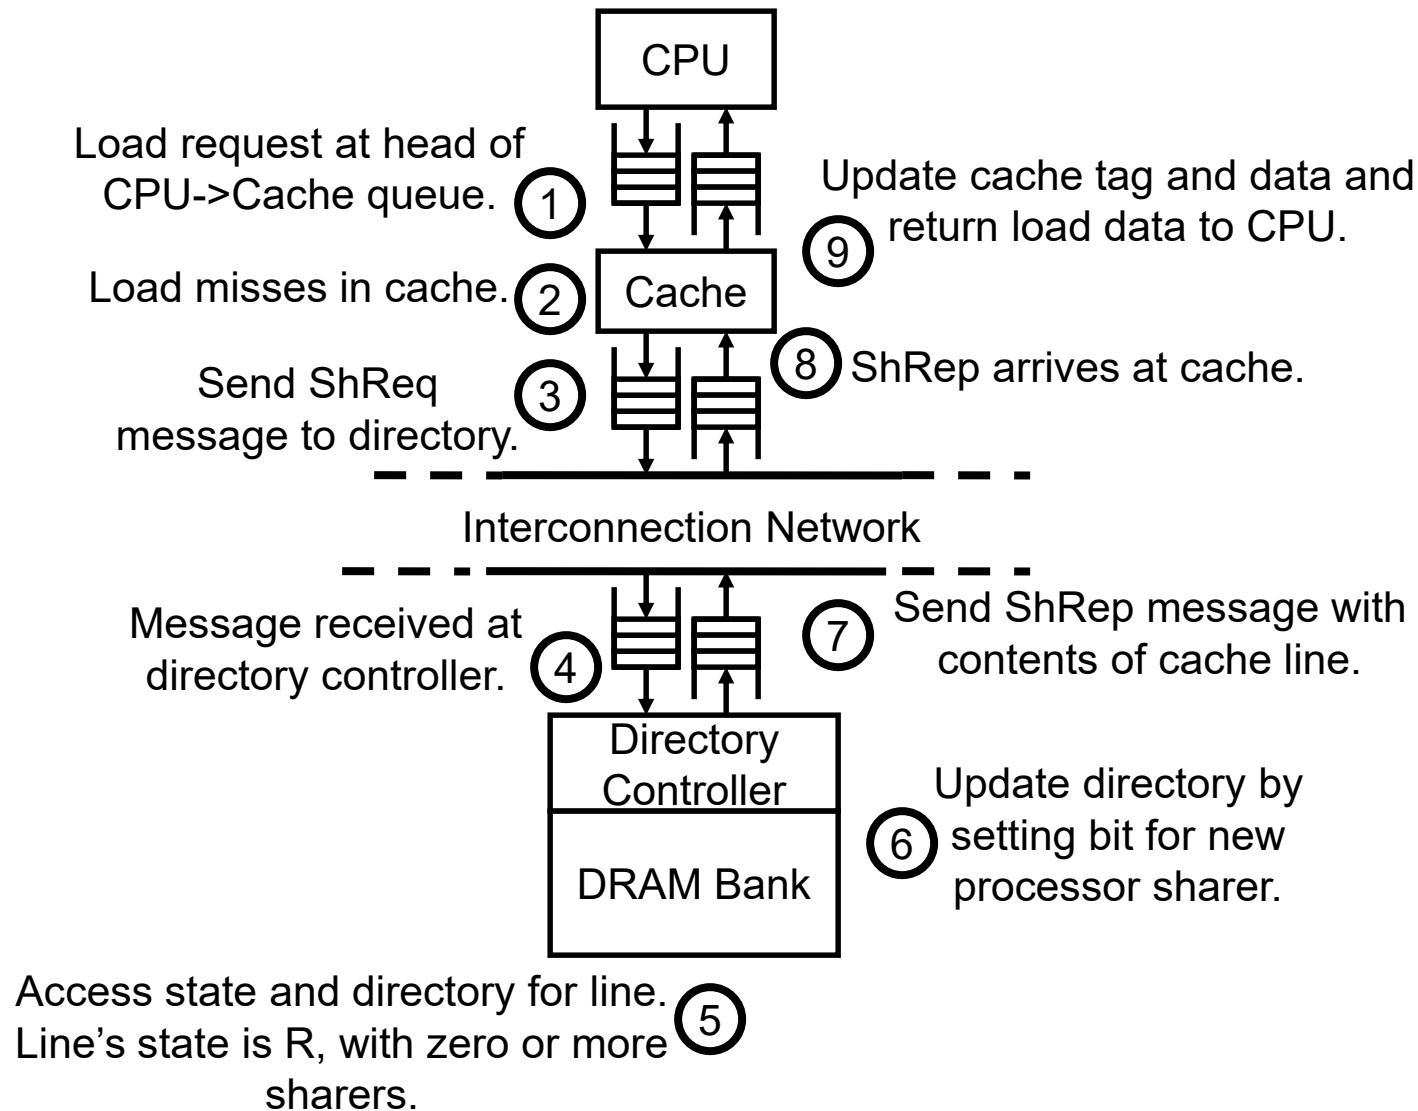 CPU
Load request at head of
CPU->Cache queue.
1
Update cache tag and data and
return load data to CPU.
9
Load misses in cache.
2
Cache
Send ShReq
message to directory.
3
8
ShRep arrives at cache.
Interconnection Network
Message received at
directory controller.
4
7
Send ShRep message with
contents of cache line.
Directory
Controller
DRAM Bank
6
Update directory by
setting bit for new
processor sharer.
Access state and directory for line.
Line’s state is R, with zero or more
sharers.
5